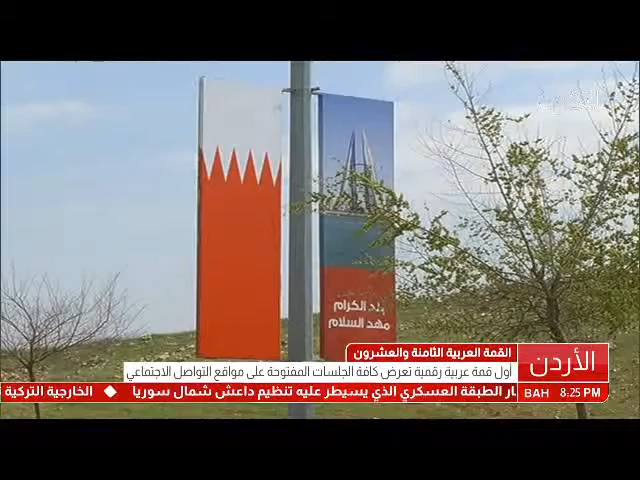 بلد الكرام
مهد السلام
القمة العربية الثامنة والعشرون
الأردن
أول قمة عربية رقمية تعرض كافة الجلسات المفتوحة على مواقع التواصل الاجتماعي
BAH 8:25 PM
ار الطبقة العسكري الذي يسيطر عليه تنظيم داعش شمال سوريا
الخارجية التركية